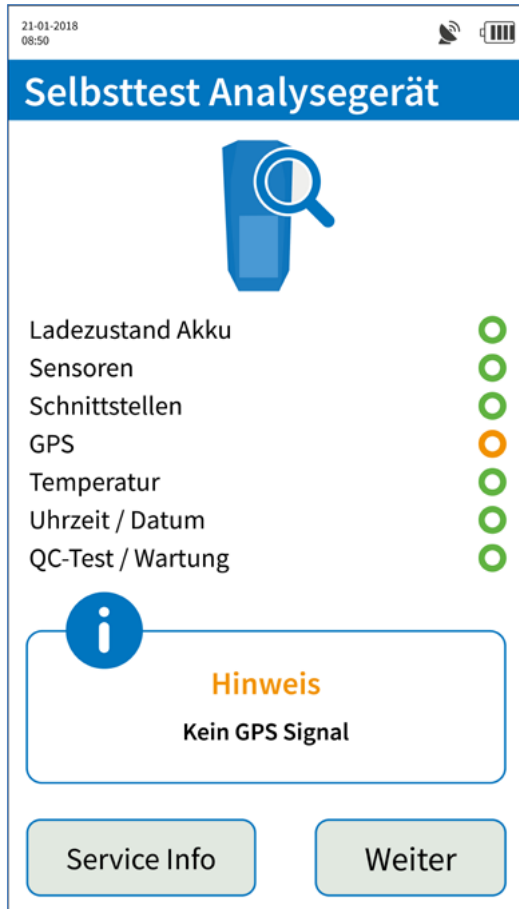 21-01-2018
08:50
Selbsttest Analysegerät
Ladezustand Akku
Sensoren
Schnittstellen
GPS
Temperatur
Uhrzeit / Datum
QC-Test / Wartung
i
Hinweis
Kein GPS Signal
Service Info
Weiter